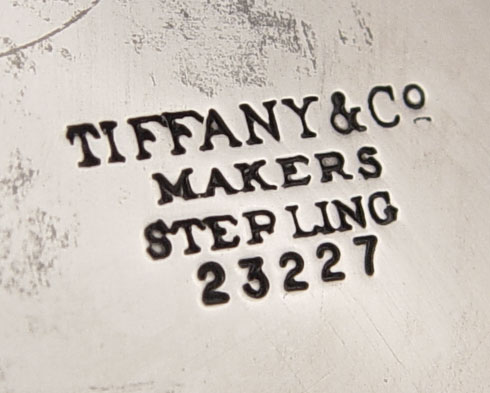 TIFFANY & Cº
MAKERS
STERLING
23227